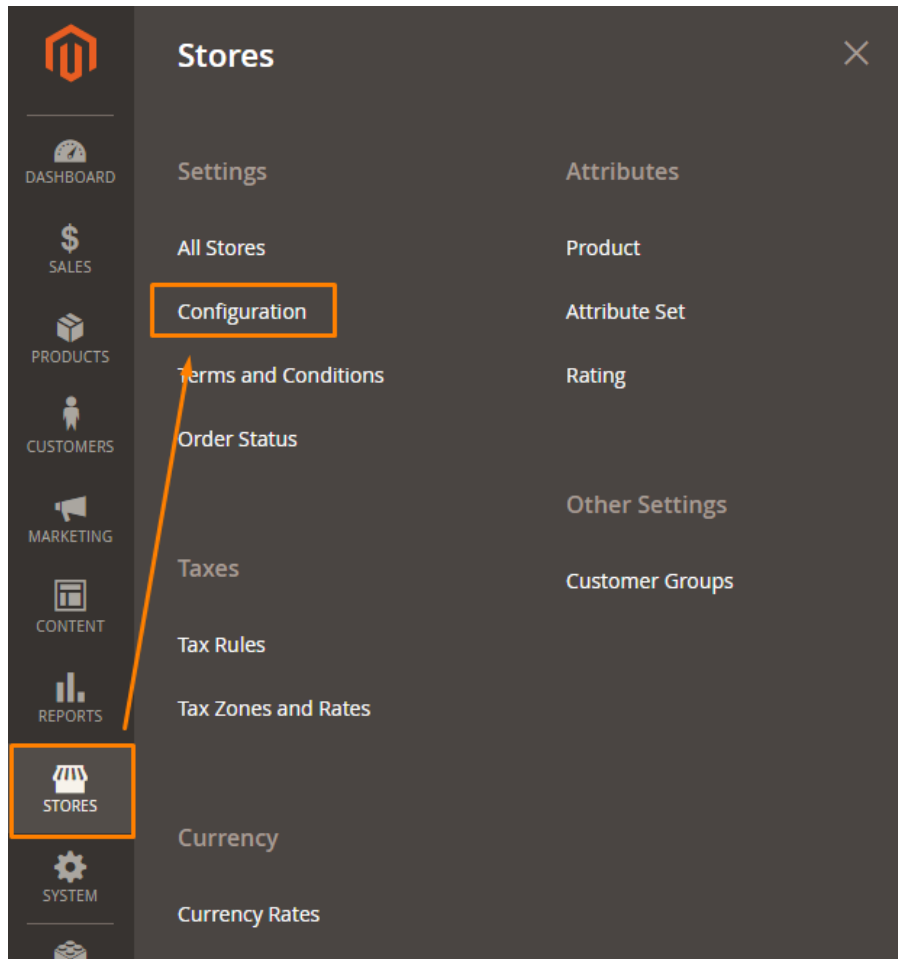 DASHBOARD
SALES
PRODUCTS
CUSTOMERS
MARKETING
CONTENT
REPORTS
STORES
SYSTEM
Stores
Settings
All Stores
Configuration
Terms and Conditions
Order Status
Taxes
Tax Rules
Tax Zones and Rates
Currency
Currency Rates
Attributes
Product
Attribute Set
Rating
Other Settings
Customer Groups